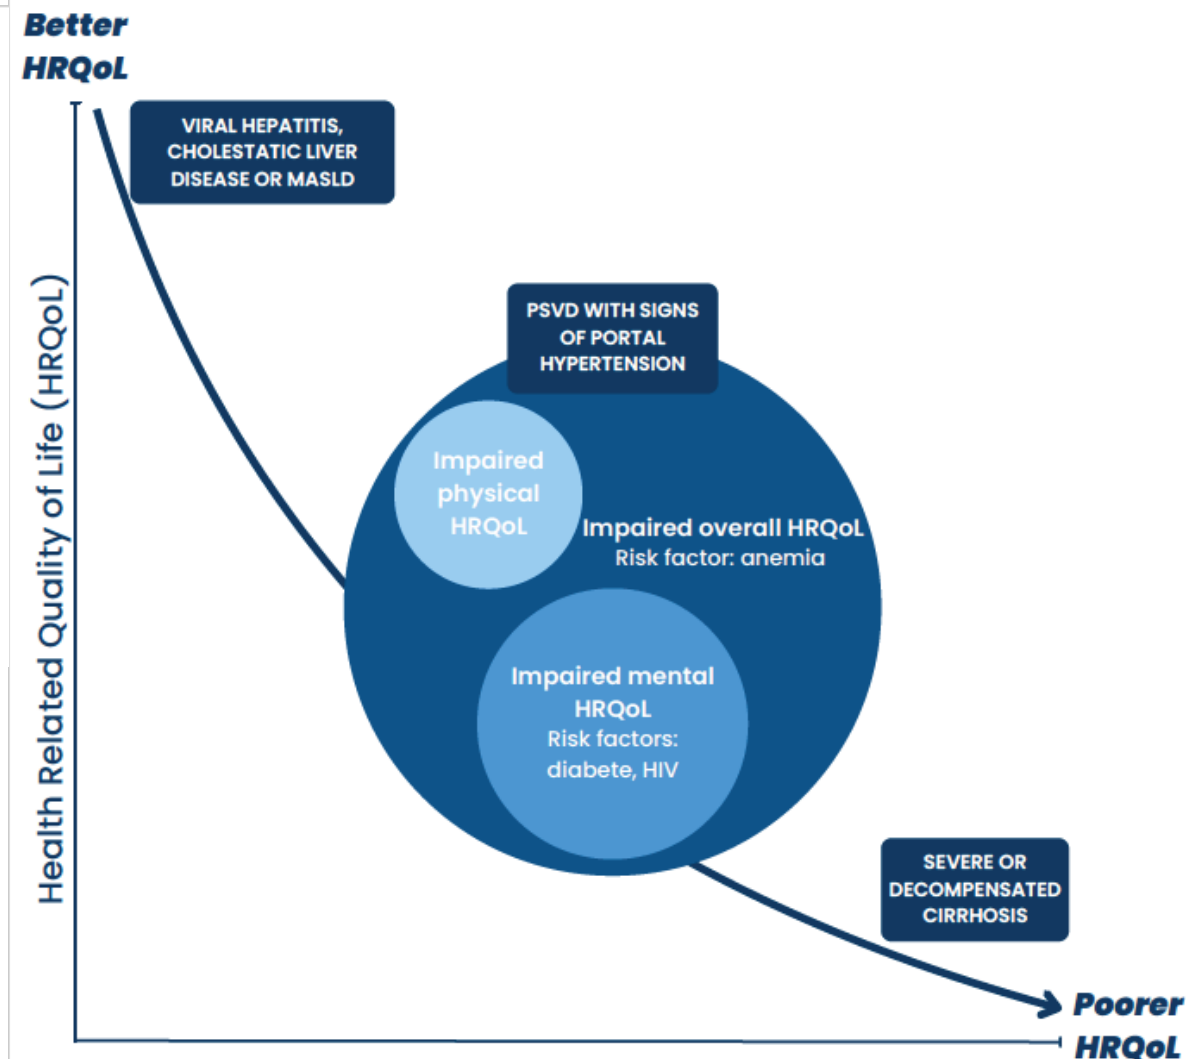 Better
HRQoL
VIRAL HEPATITIS,
CHOLESTATIC LIVER
DISEASE OR MASLD
Health Related Quality of Life (HRQoL)
PSVD WITH SIGNS
OF PORTAL
HYPERTENSION
Impaired
physical
HRQoL
Impaired overall HRQoL
Risk factor: anemia
Impaired mental
HRQoL
Risk factors:
diabete, HIV
SEVERE OR
DECOMPENSATED
CIRRHOSIS
Poorer
HRQoL